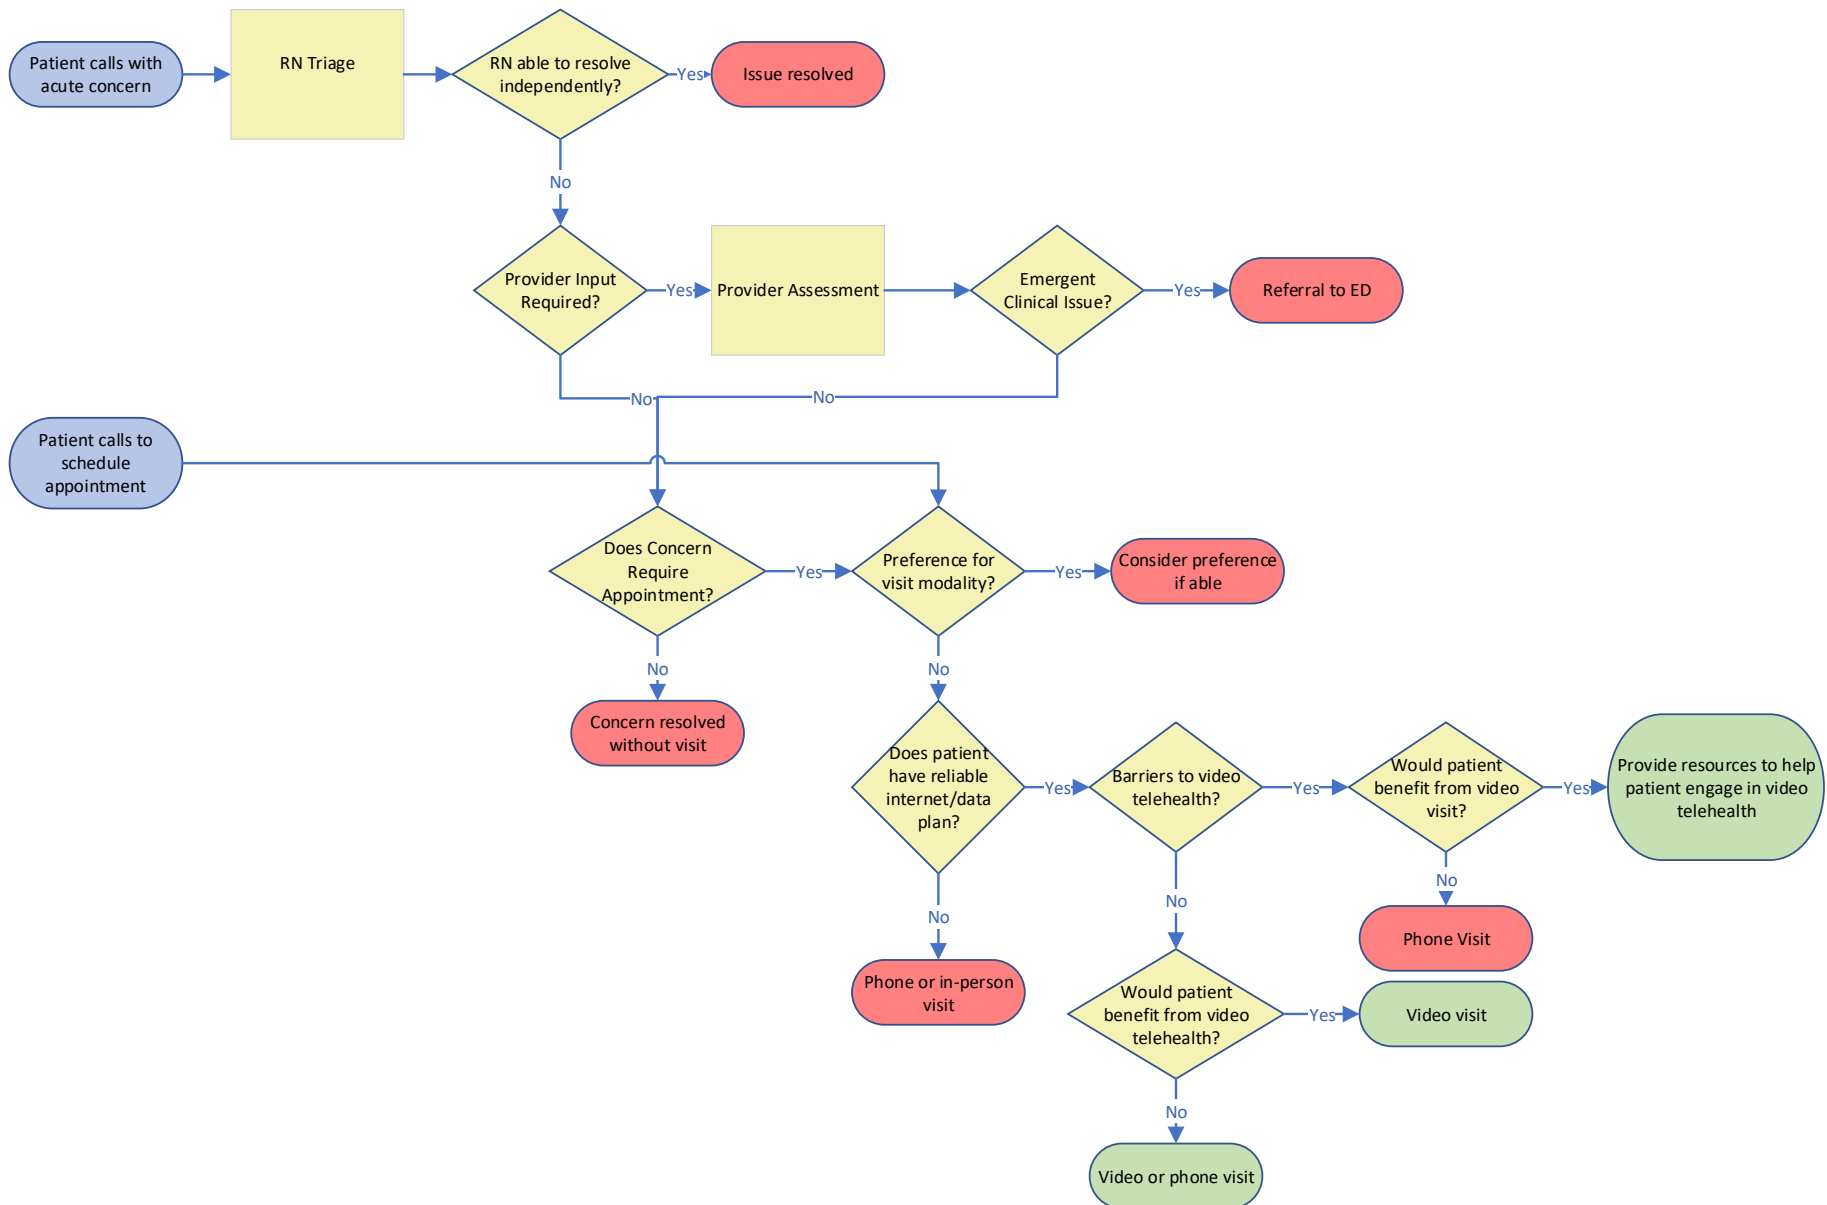 Patient calls with
acute concern
RN Triage
RN able to resolve
independently?
Yes
Issue resolved
No
Provider Input
Required?
Yes
Provider Assessment
Emergent
Clinical Issue?
Yes
Referral to ED
No
No
Patient calls to
schedule
appointment
Does Concern
Require
Appointment?
Yes
Preference for
visit modality?
Yes
Consider preference
if able
No
No
Concern resolved
without visit
Does patient
have reliable
internet/data
plan?
Yes
Barriers to video
telehealth?
Yes
Would patient
benefit from video
visit?
Yes
Provide resources to help
patient engage in video
telehealth
No
No
No
Phone Visit
Phone or in-person
visit
Would patient
benefit from video
telehealth?
Yes
Video visit
No
Video or phone visit